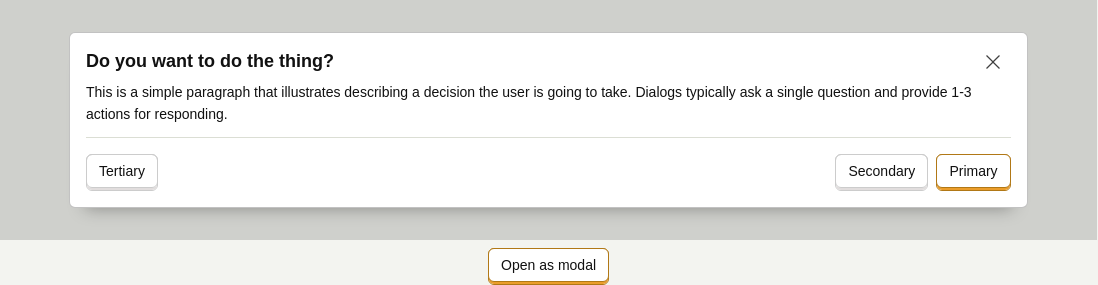 Do you want to do the thing?
This is a simple paragraph that illustrates describing a decision the user is going to take. Dialogs typically ask a single question and provide 1-3
actions for responding.
Tertiary
Secondary
Primary
Open as modal